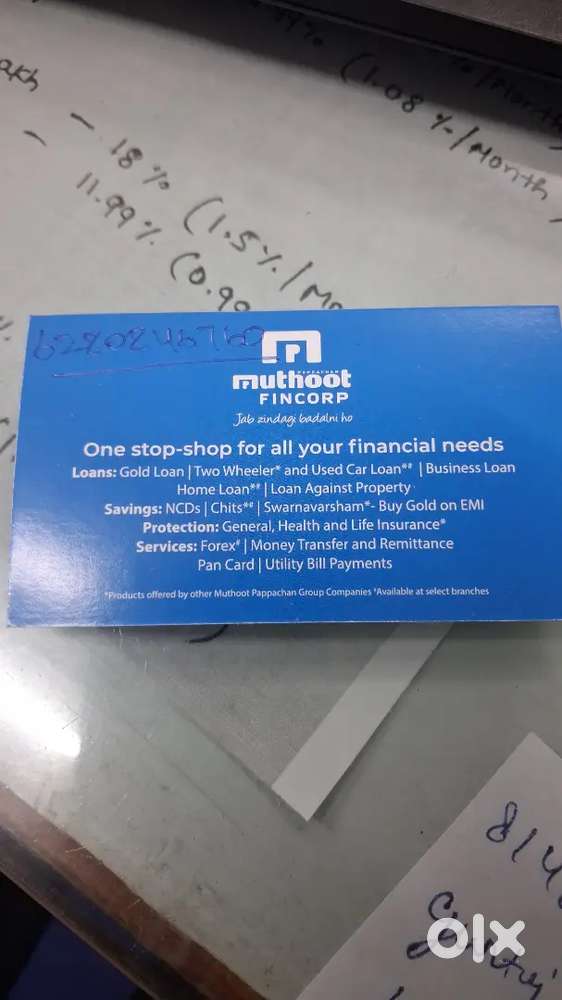 (1.08 %/Month)
- 18% (1.5%/Mo
- 11.99% (0.99
muthoot
FINCORP
Jab zindagi badalni ho
One stop-shop for all your financial needs
Loans: Gold Loan | Two Wheeler* and Used Car Loan*# | Business Loan
Home Loan*# | Loan Against Property
Savings: NCDs | Chits*# | Swarnavarsham*- Buy Gold on EMI
Protection: General, Health and Life Insurance*
Services: Forex# | Money Transfer and Remittance
Pan Card | Utility Bill Payments
*Products offered by other Muthoot Pappachan Group Companies #Available at select branches
olx